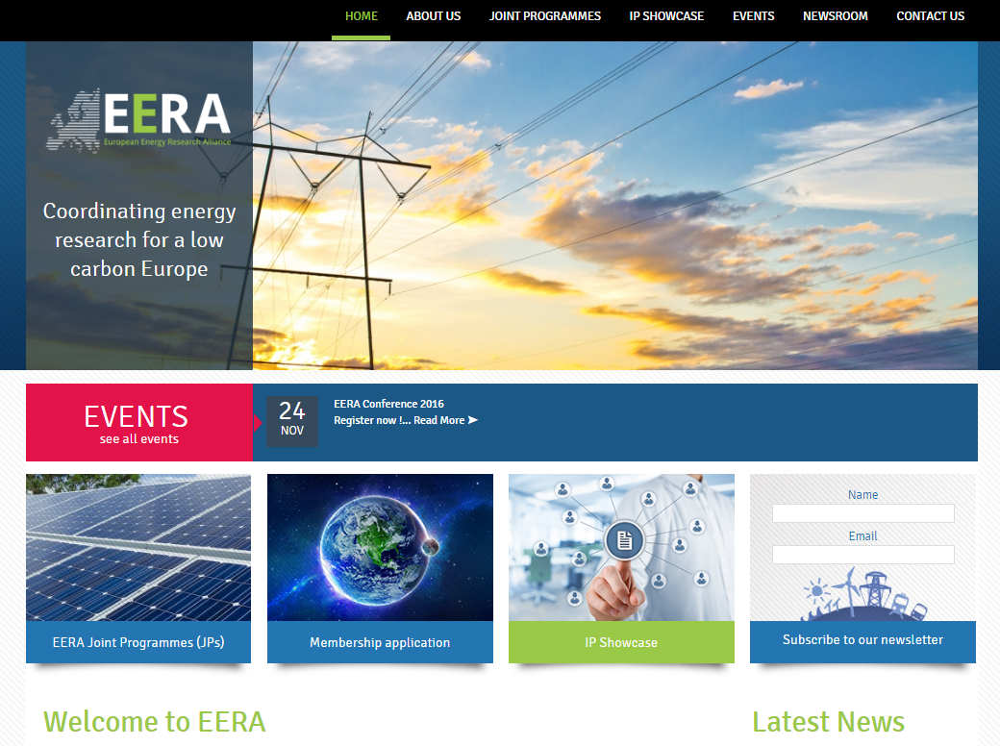 HOME ABOUT US JOINT PROGRAMMES IP SHOWCASE EVENTS NEWSROOM CONTACT US
EERA
European Energy Research Alliance
Coordinating energy
research for a low
carbon Europe
EVENTS
see all events
24
NOV
EERA Conference 2016
Register now !... Read More ➤
Name
Email
EERA Joint Programmes (JPs)
Membership application
IP Showcase
Subscribe to our newsletter
Welcome to EERA
Latest News